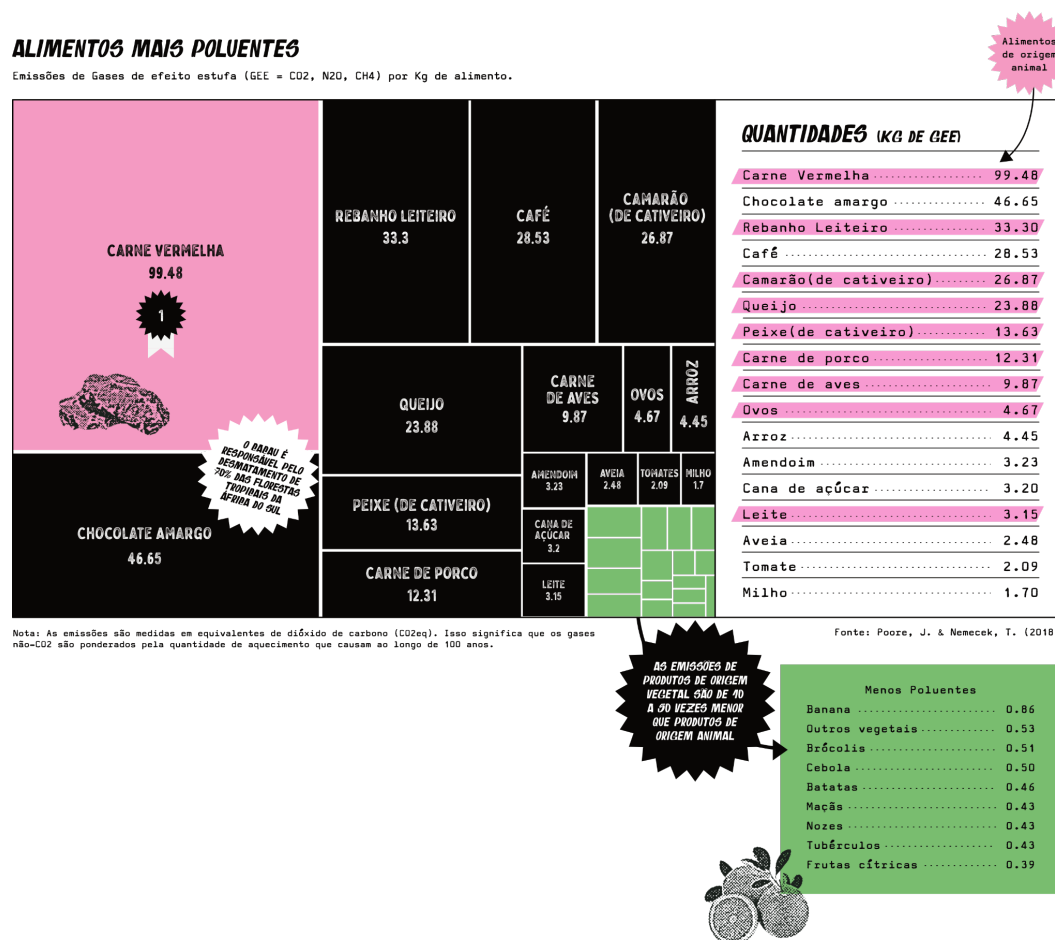 ALIMENTOS MAIS POLUENTES
Emissões de Gases de efeito estufa (GEE = CO2, N2O, CH4) por Kg de alimento.
Alimentos
de origem
animal
CARNE VERMELHA
99.48
1
O BABAU É
RESPONSÁVEL PELO
DESMATAMENTO DE
70% DAS FLORESTAS
TROPIBAIS DA
ÁFRIBA DO SUL
CHOCOLATE AMARGO
46.65
REBANHO LEITEIRO
33.3
CAFÉ
28.53
CAMARÃO
(DE CATIVEIRO)
26.87
QUEIJO
23.88
PEIXE (DE CATIVEIRO)
13.63
CARNE DE PORCO
12.31
CARNE
DE AVES
9.87
OVOS
4.67
ARROZ
4.45
AMENDOIM
3.23
AVEIA
2.48
TOMATES
2.09
MILHO
1.7
CANA DE
AÇÚCAR
3.2
LEITE
3.15
QUANTIDADES (KG DE GEE)
Carne Vermelha 99.48
Chocolate amargo 46.65
Rebanho Leiteiro 33.30
Café 28.53
Camarão(de cativeiro) 26.87
Queijo 23.88
Peixe(de cativeiro) 13.63
Carne de porco 12.31
Carne de aves 9.87
Ovos 4.67
Arroz 4.45
Amendoim 3.23
Cana de açúcar 3.20
Leite 3.15
Aveia 2.48
Tomate 2.09
Milho 1.70
Nota: As emissões são medidas em equivalentes de dióxido de carbono (CO2eq). Isso significa que os gases
não-CO2 são ponderados pela quantidade de aquecimento que causam ao longo de 100 anos.
Fonte: Poore, J. & Nemecek, T. (2018
AS EMISSÕES DE
PRODUTOS DE ORIGEM
VEGETAL SÃO DE 10
A 50 VEZES MENOR
QUE PRODUTOS DE
ORIGEM ANIMAL
Menos Poluentes
Banana 0.86
Outros vegetais 0.53
Brócolis 0.51
Cebola 0.50
Batatas 0.46
Maçãs 0.43
Nozes 0.43
Tubérculos 0.43
Frutas cítricas 0.39